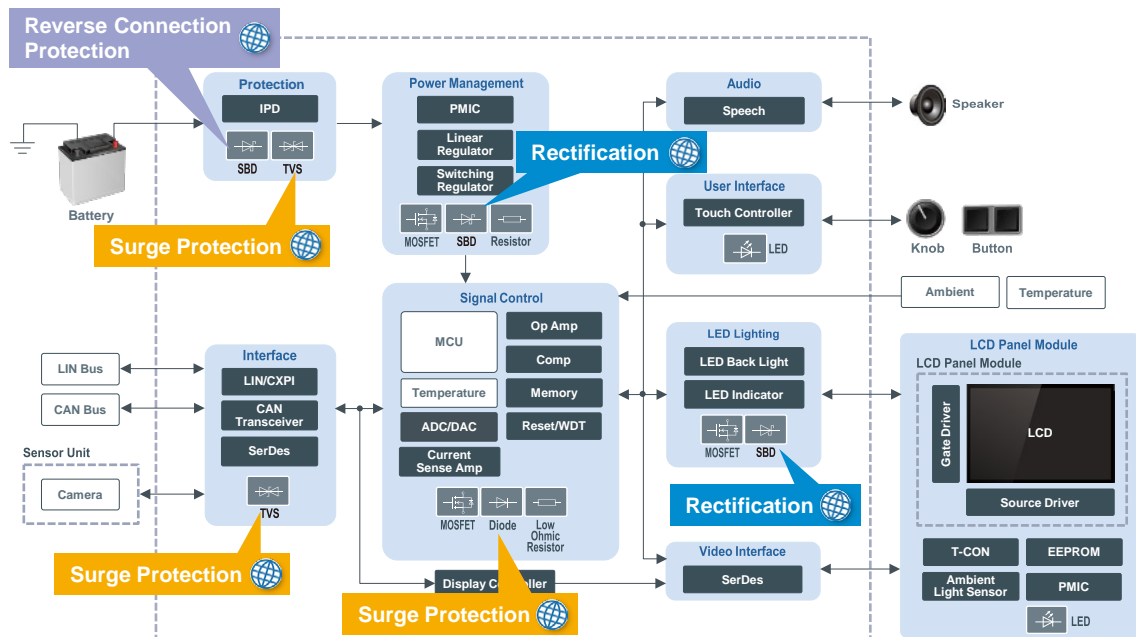 Reverse Connection
Protection
Protection
IPD
SBD
TVS
Battery
Surge Protection
Power Management
PMIC
Linear
Regulator
Switching
Regulator
MOSFET
SBD
Resistor
Rectification
Audio
Speech
Speaker
User Interface
Touch Controller
LED
Knob
Button
Ambient
Temperature
Signal Control
MCU
Temperature
ADC/DAC
Current
Sense Amp
Op Amp
Comp
Memory
Reset/WDT
MOSFET
Diode
Low
Ohmic
Resistor
Surge Protection
LIN Bus
CAN Bus
Sensor Unit
Camera
Interface
LIN/CXPI
CAN
Transceiver
SerDes
TVS
Surge Protection
LED Lighting
LED Back Light
LED Indicator
MOSFET
SBD
Rectification
Video Interface
SerDes
LCD Panel Module
LCD Panel Module
Gate Driver
LCD
Source Driver
T-CON
EEPROM
Ambient
Light Sensor
PMIC
LED